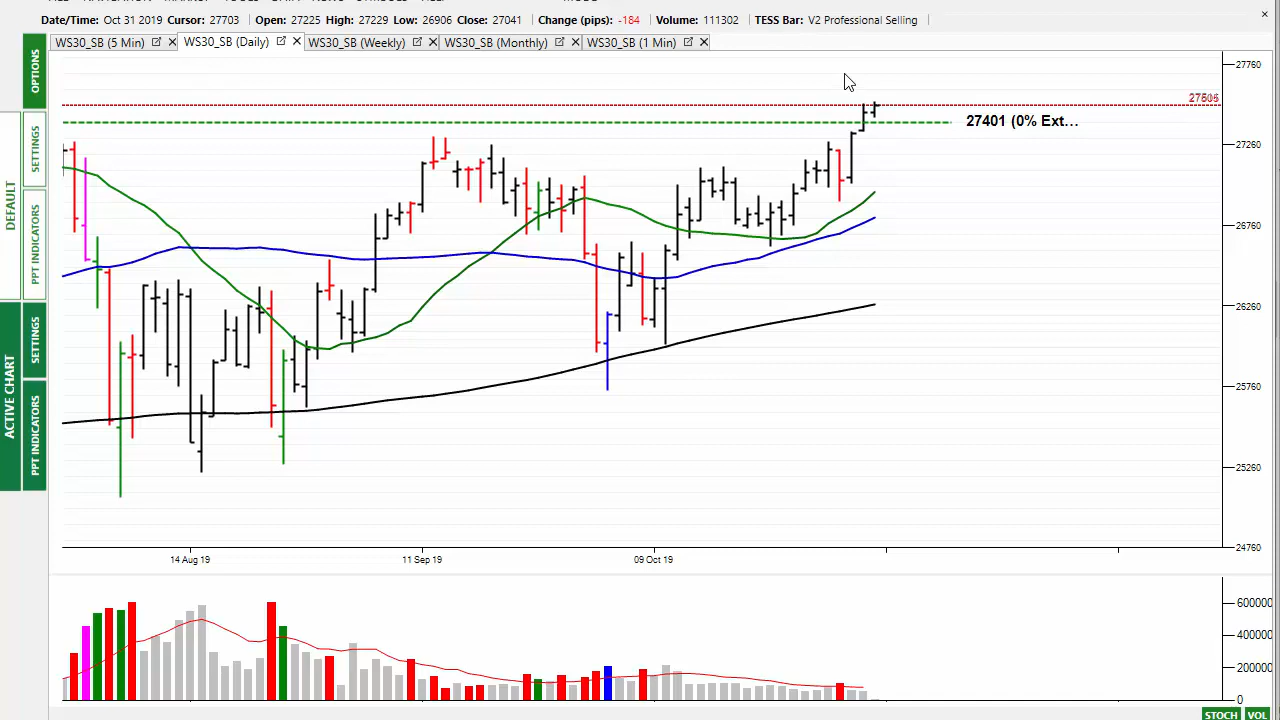 Date/Time: Oct 31 2019 Cursor: 27703 Open: 27225 High: 27229 Low: 26906 Close: 27041 Change (pips): -184 Volume: 111302 TESS Bar: V2 Professional Selling
WS30_SB (5 Min) WS30_SB (Daily) WS30_SB (Weekly) WS30_SB (Monthly) WS30_SB (1 Min)
OPTIONS
SETTINGS
DEFAULT
PPT INDICATORS
SETTINGS
ACTIVE CHART
PPT INDICATORS
27760
27401 (0% Ext...
27260
26760
26260
25760
25260
24760
14 Aug 19 11 Sep 19 09 Oct 19
600000
400000
200000
0
STOCH VOL